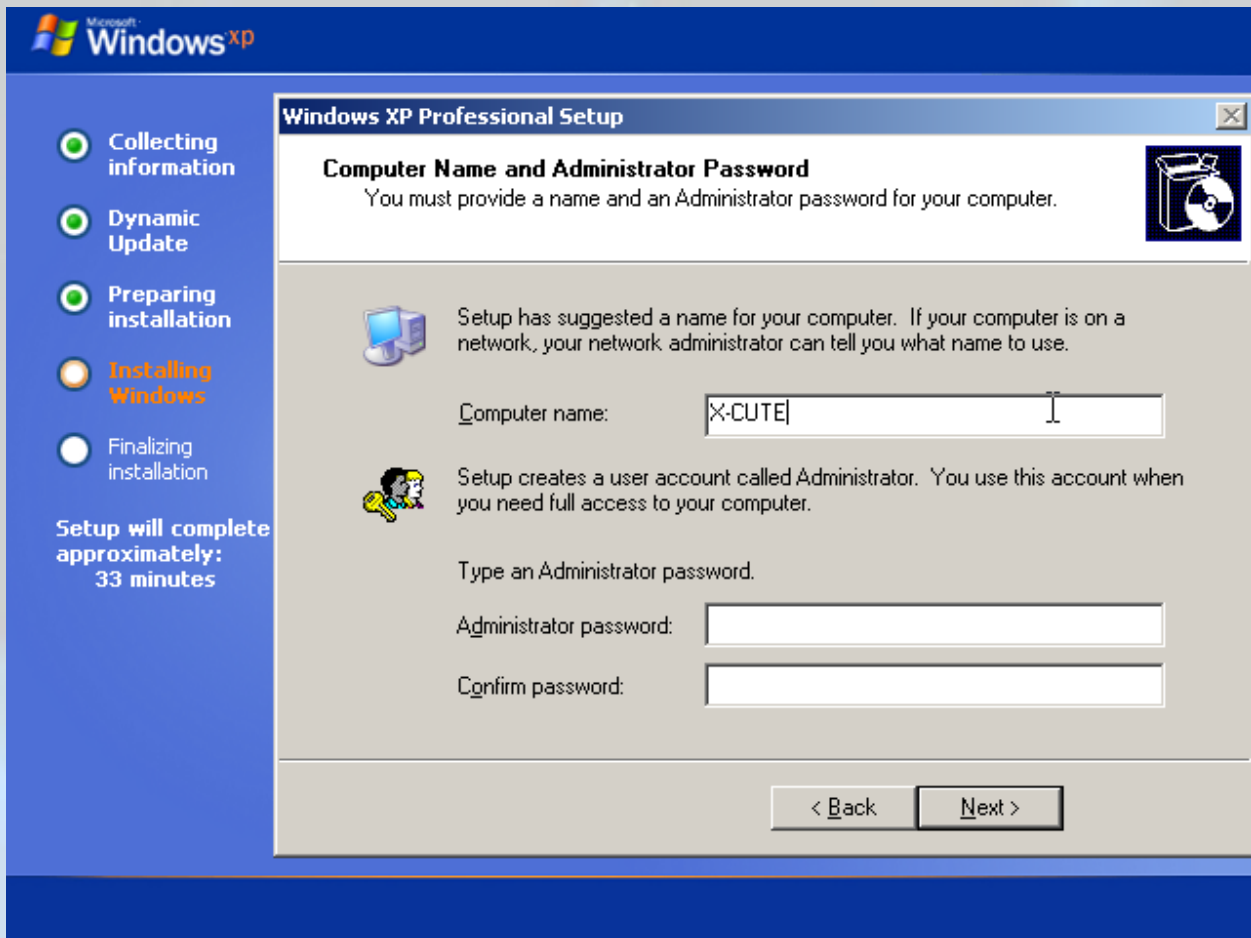 Microsoft
Windows xp
Collecting
information
Dynamic
Update
Preparing
installation
Installing
Windows
Finalizing
installation
Setup will complete
approximately:
33 minutes
Windows XP Professional Setup
Computer Name and Administrator Password
You must provide a name and an Administrator password for your computer.
Setup has suggested a name for your computer.  If your computer is on a
network, your network administrator can tell you what name to use.
Computer name:
X-CUTE
Setup creates a user account called Administrator.  You use this account when
you need full access to your computer.
Type an Administrator password.
Administrator password:
Confirm password:
< Back
Next >